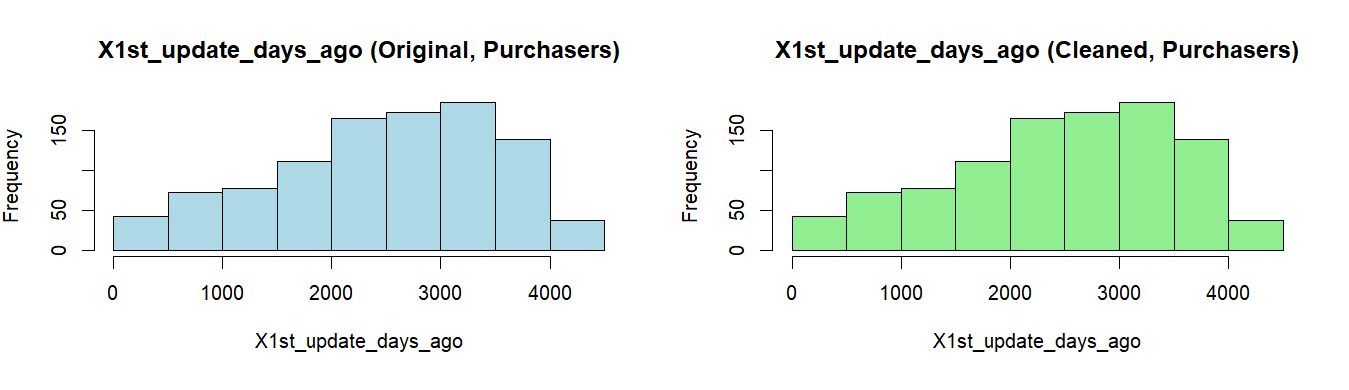 X1st_update_days_ago (Original, Purchasers)
Frequency
150
50
0
0 1000 2000 3000 4000
X1st_update_days_ago
X1st_update_days_ago (Cleaned, Purchasers)
Frequency
150
50
0
0 1000 2000 3000 4000
X1st_update_days_ago